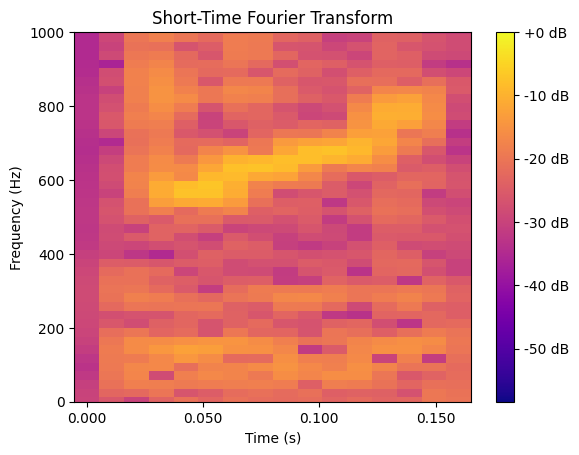 Short-Time Fourier Transform
1000
800
600
400
200
0
Frequency (Hz)
0.000
0.050
0.100
0.150
Time (s)
+0 dB
-10 dB
-20 dB
-30 dB
-40 dB
-50 dB